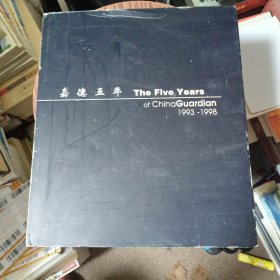 嘉德五年 The Five Years
of ChinaGuardian
1993-1998